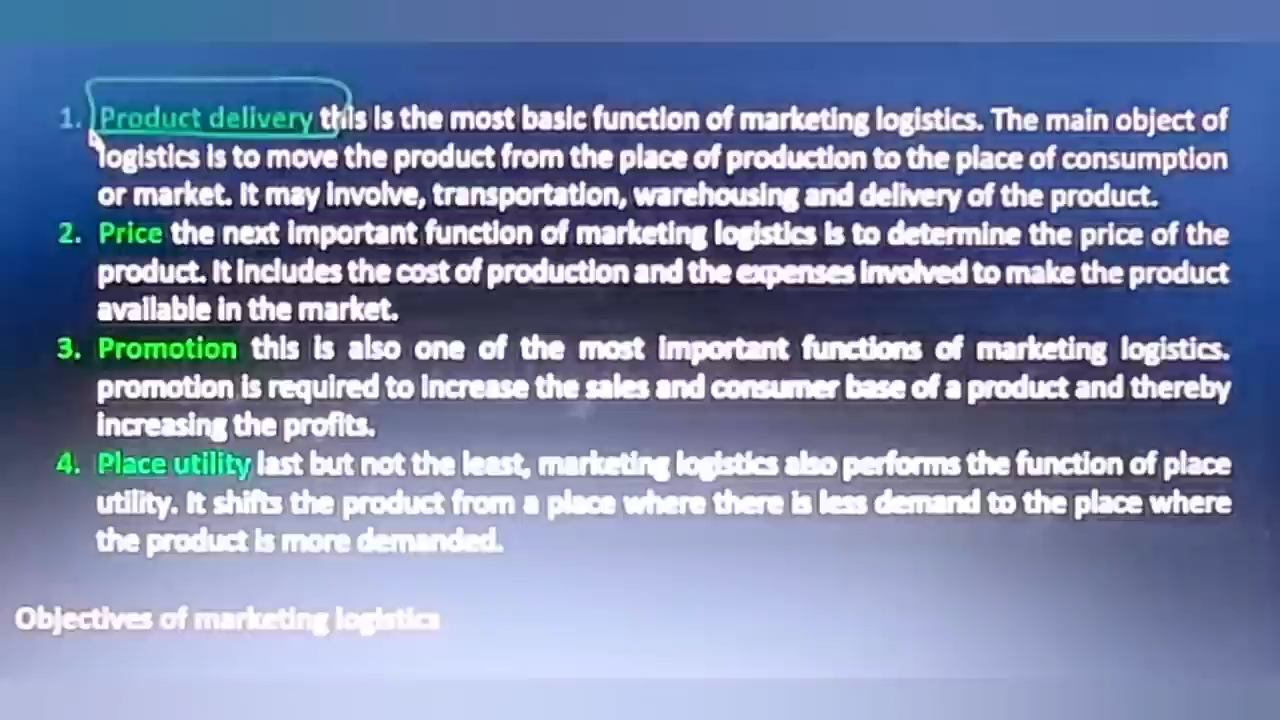 1. Product delivery this is the most basic function of marketing logistics. The main object of
logistics is to move the product from the place of production to the place of consumption
or market. It may involve, transportation, warehousing and delivery of the product.
2. Price the next important function of marketing logistics is to determine the price of the
product. It includes the cost of production and the expenses involved to make the product
available in the market.
3. Promotion this is also one of the most important functions of marketing logistics.
promotion is required to increase the sales and consumer base of a product and thereby
increasing the profits.
4. Place utility last but not the least, marketing logistics also performs the function of place
utility. It shifts the product from a place where there is less demand to the place where
the product is more demanded.
Objectives of marketing logistics